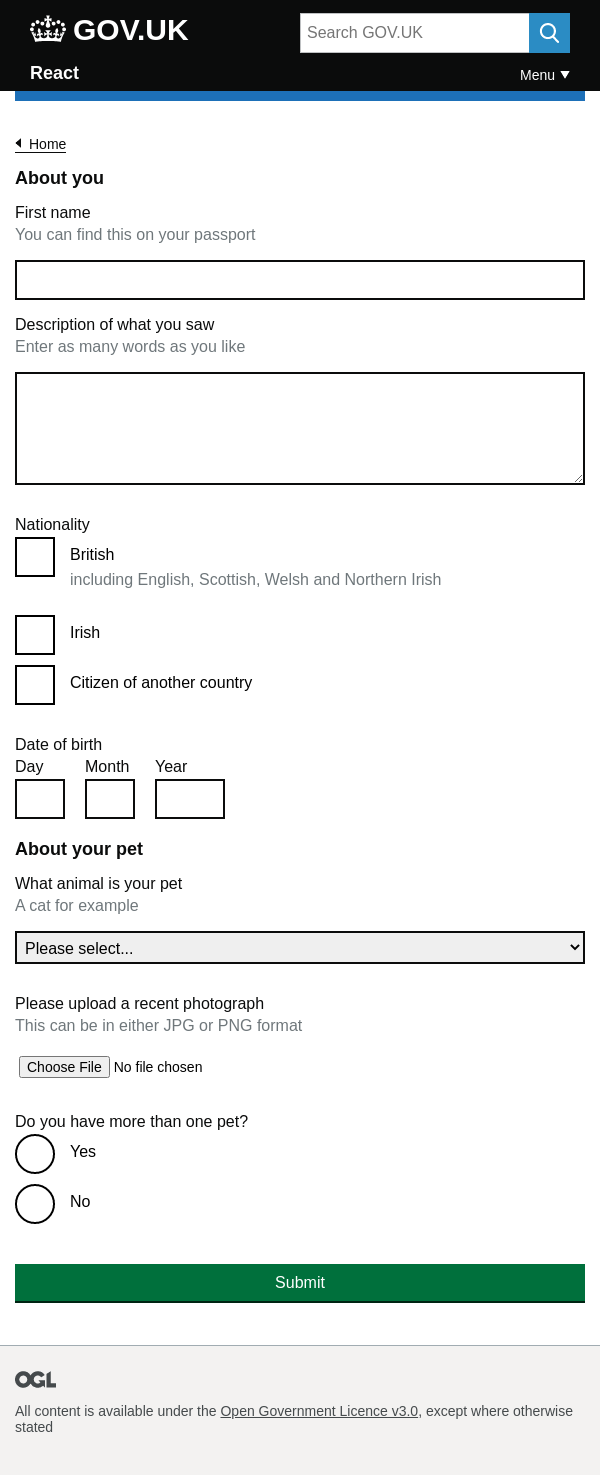 GOV.UK
Search GOV.UK
React
Menu
Home
About you
First name
You can find this on your passport
Description of what you saw
Enter as many words as you like
Nationality
British
including English, Scottish, Welsh and Northern Irish
Irish
Citizen of another country
Date of birth
Day Month Year
About your pet
What animal is your pet
A cat for example
Please select...
Please upload a recent photograph
This can be in either JPG or PNG format
Choose File No file chosen
Do you have more than one pet?
Yes
No
Submit
OGL
All content is available under the Open Government Licence v3.0, except where otherwise
stated